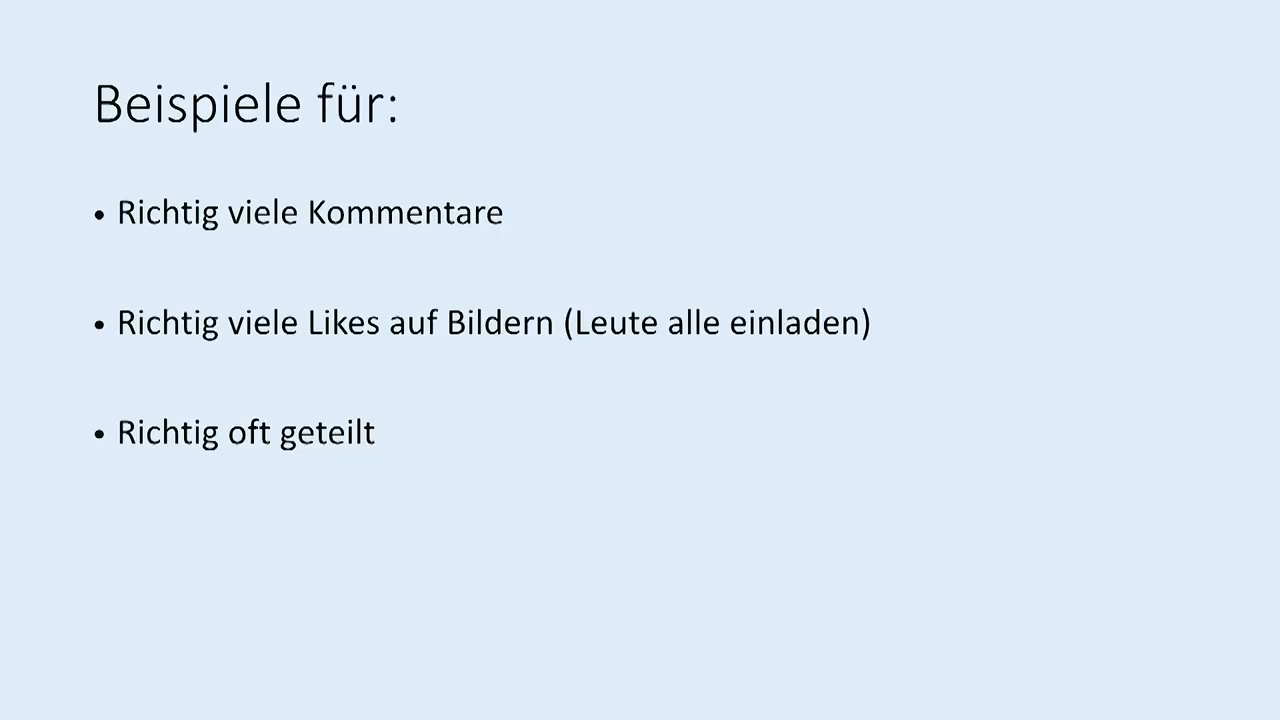 Beispiele für:
• Richtig viele Kommentare
• Richtig viele Likes auf Bildern (Leute alle einladen)
• Richtig oft geteilt